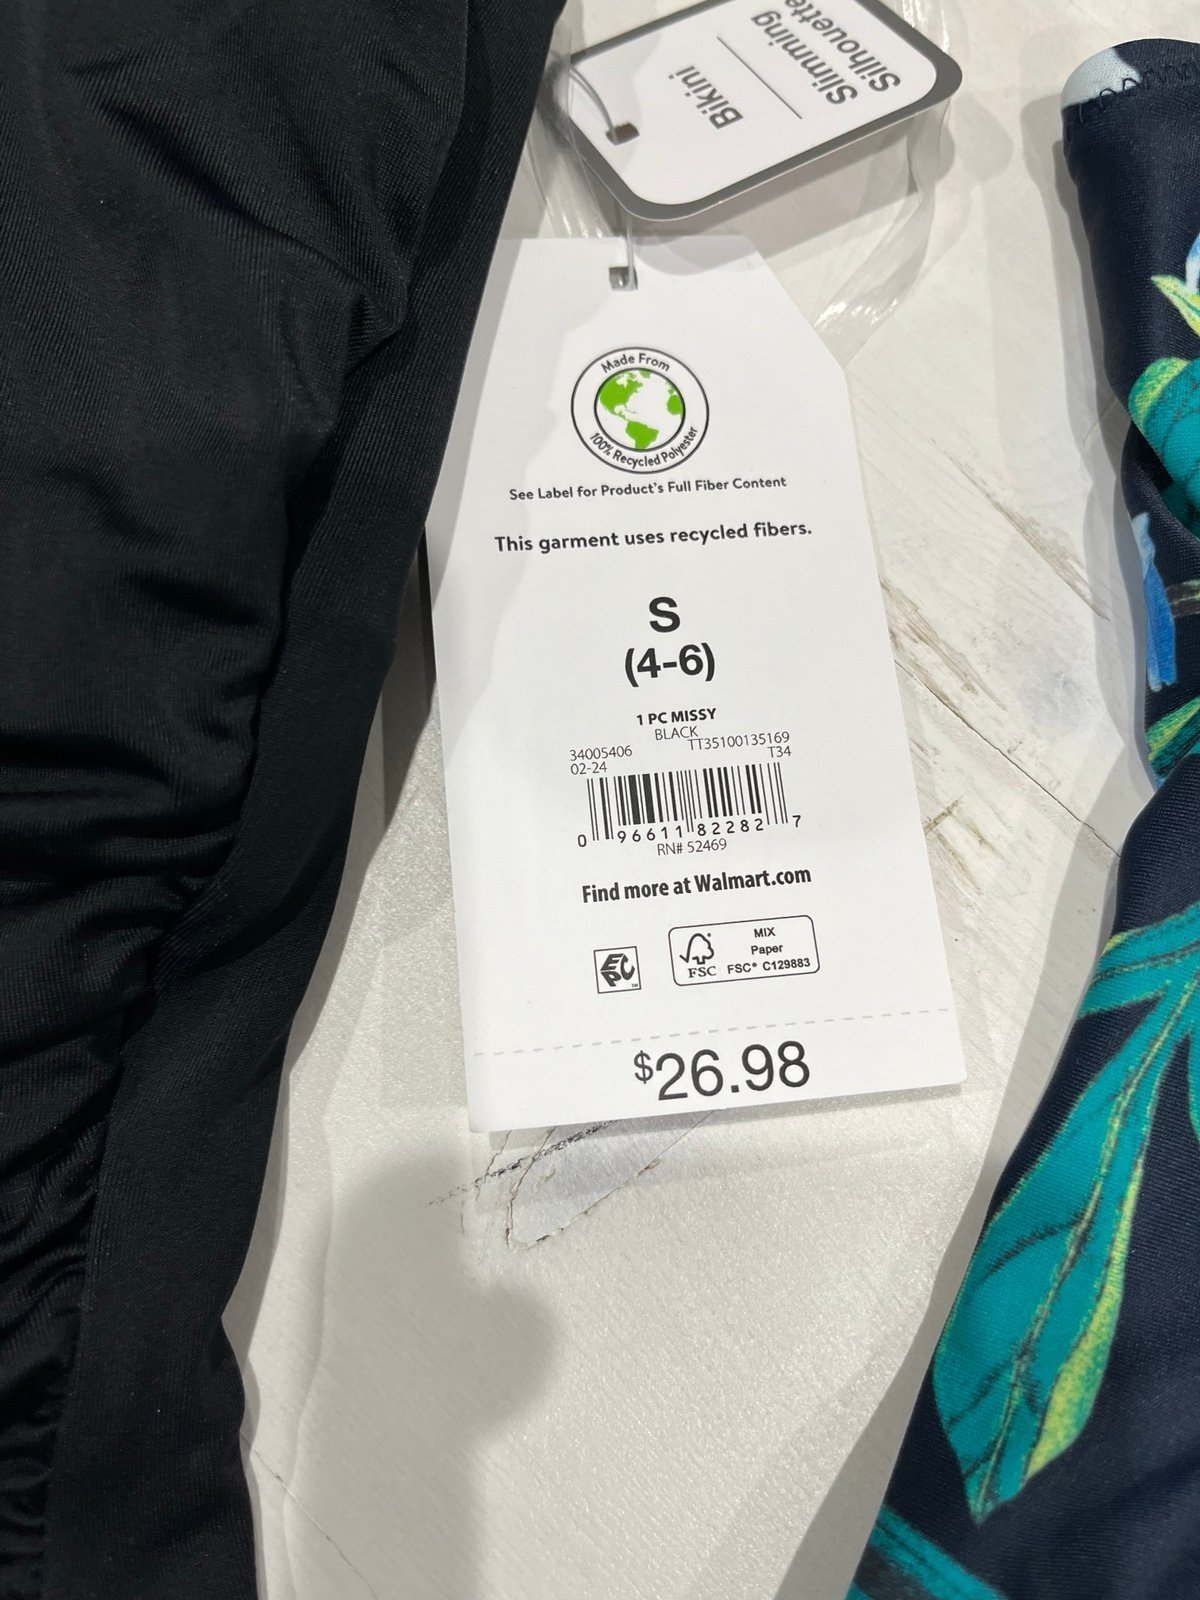 Slimming
Silhouette
Bikini
Made From
100% Recycled Polyester
See Label for Product's Full Fiber Content
This garment uses recycled fibers.
S
(4-6)
1 PC MISSY
BLACK
34005406 TT35100135169
02-24 T34
0 96611 82282 7
RN# 52469
Find more at Walmart.com
EPC
SM
FSC
MIX
Paper
FSC® C129883
$26.98